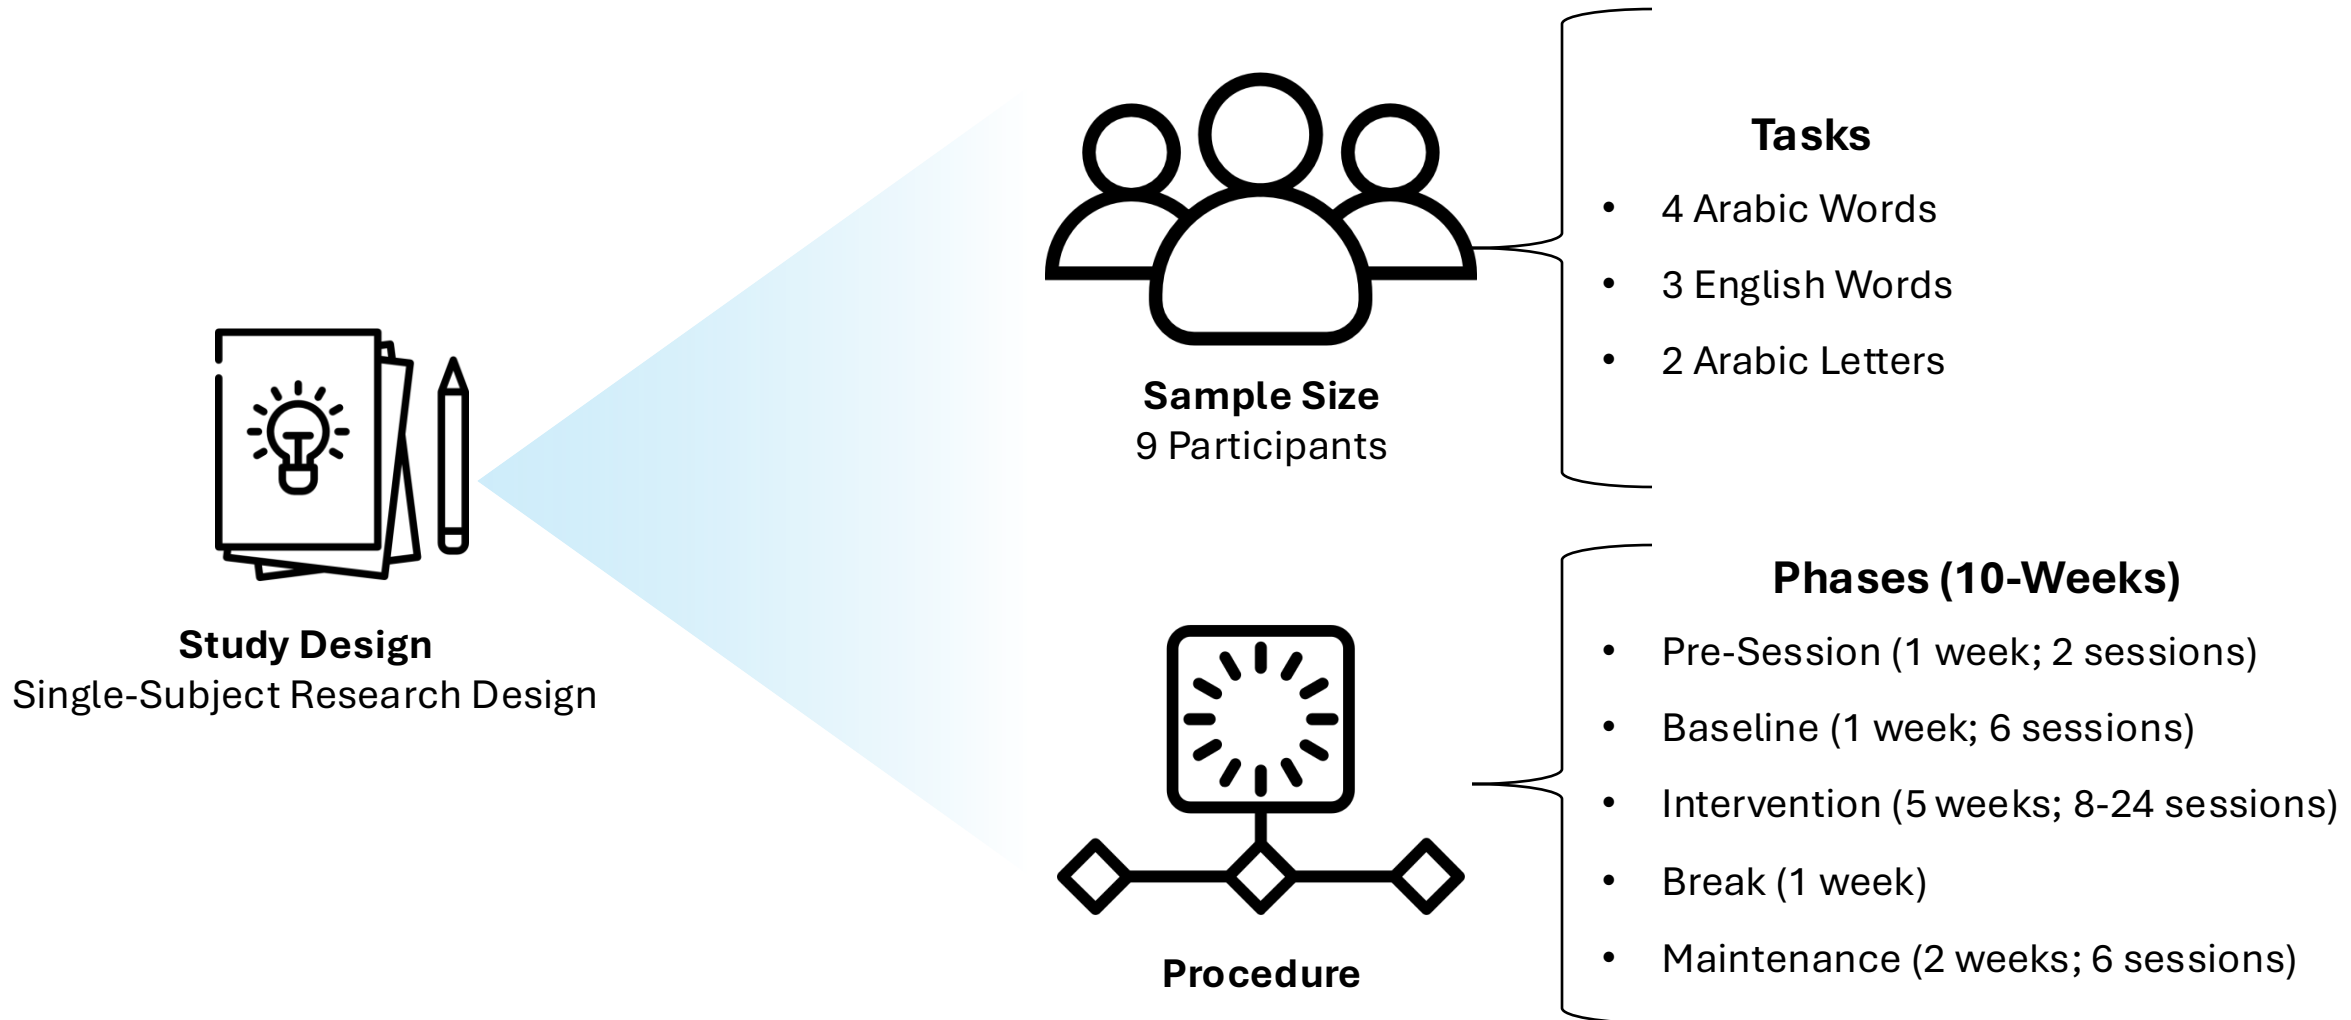 Study Design
Single-Subject Research Design
Sample Size
9 Participants
Tasks
• 4 Arabic Words
• 3 English Words
• 2 Arabic Letters
Procedure
Phases (10-Weeks)
• Pre-Session (1 week; 2 sessions)
• Baseline (1 week; 6 sessions)
• Intervention (5 weeks; 8-24 sessions)
• Break (1 week)
• Maintenance (2 weeks; 6 sessions)